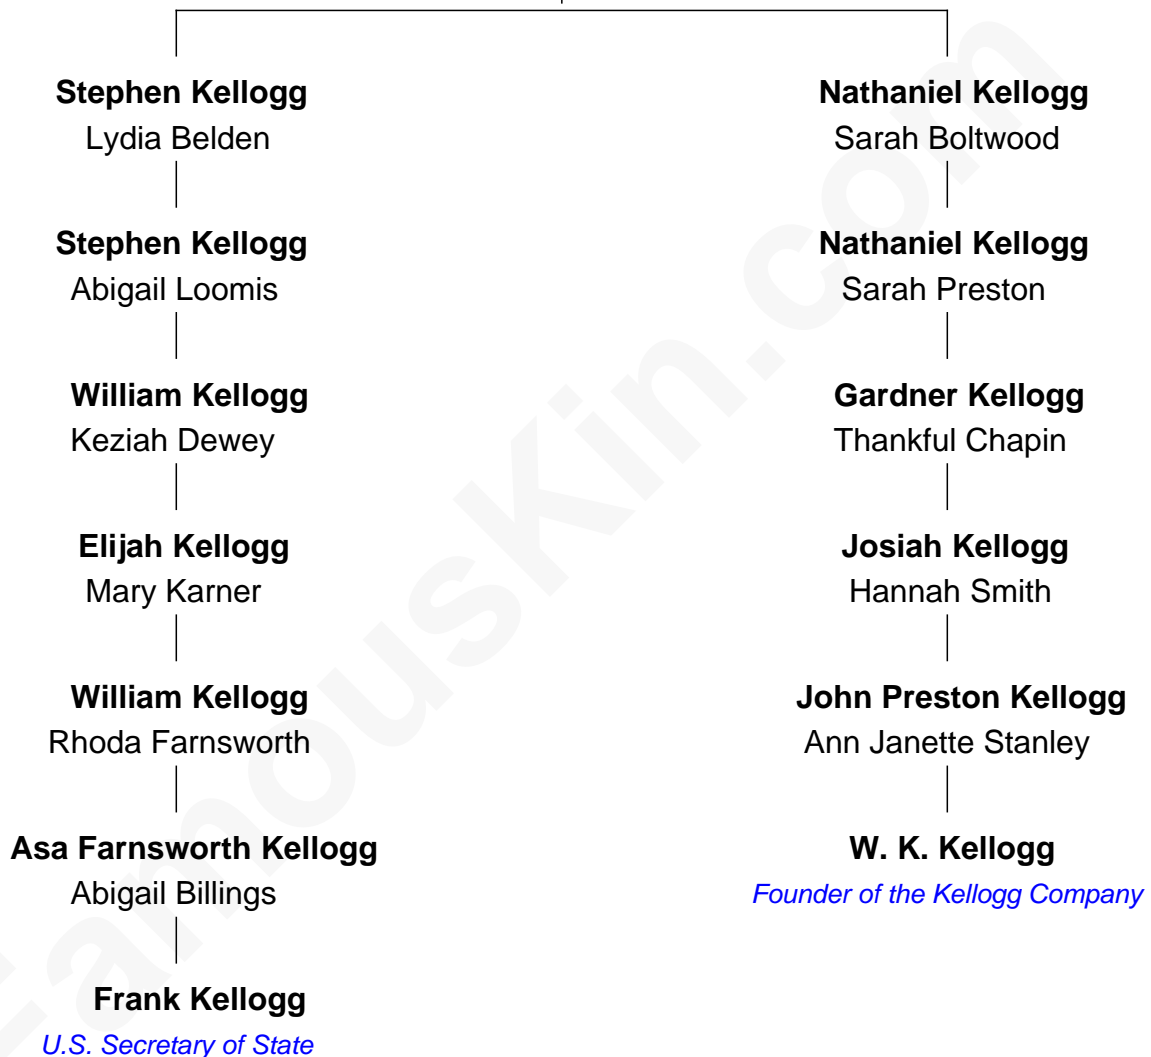 Stephen Kellogg
Lydia Belden
Stephen Kellogg
Abigail Loomis
William Kellogg
Keziah Dewey
Elijah Kellogg
Mary Karner
William Kellogg
Rhoda Farnsworth
Asa Farnsworth Kellogg
Abigail Billings
Frank Kellogg
U.S. Secretary of State
Nathaniel Kellogg
Sarah Boltwood
Nathaniel Kellogg
Sarah Preston
Gardner Kellogg
Thankful Chapin
Josiah Kellogg
Hannah Smith
John Preston Kellogg
Ann Janette Stanley
W. K. Kellogg
Founder of the Kellogg Company
FamousKin.com